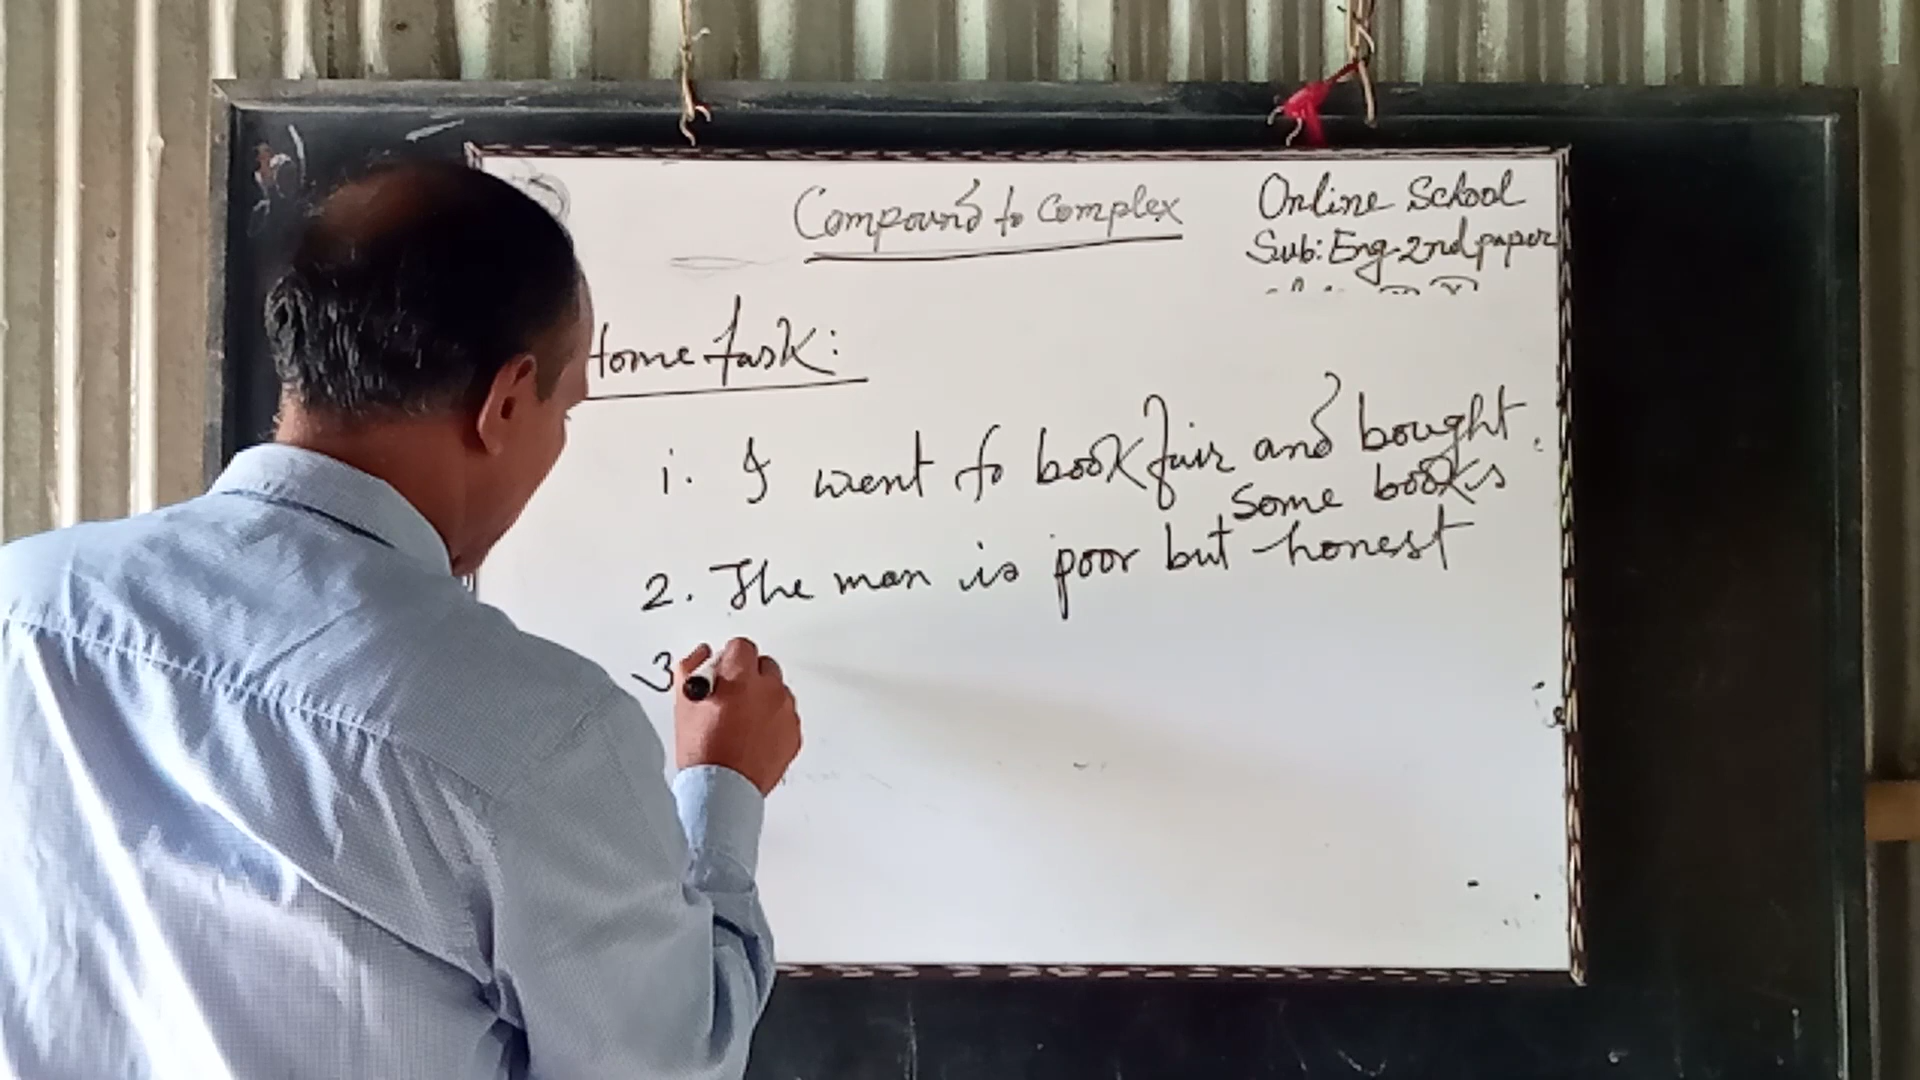 Compound to Complex
Online School
Sub: Eng-2nd paper
Home task:
1. I went to book fair and bought
some books
2. The man is poor but honest
3